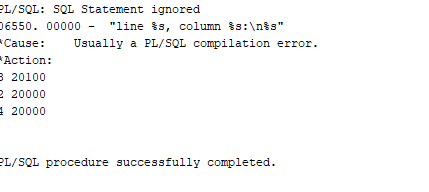 PL/SQL: SQL Statement ignored
06550. 00000 -  "line %s, column %s:\n%s"
*Cause:    Usually a PL/SQL compilation error.
*Action:
3 20100
2 20000
4 20000
PL/SQL procedure successfully completed.